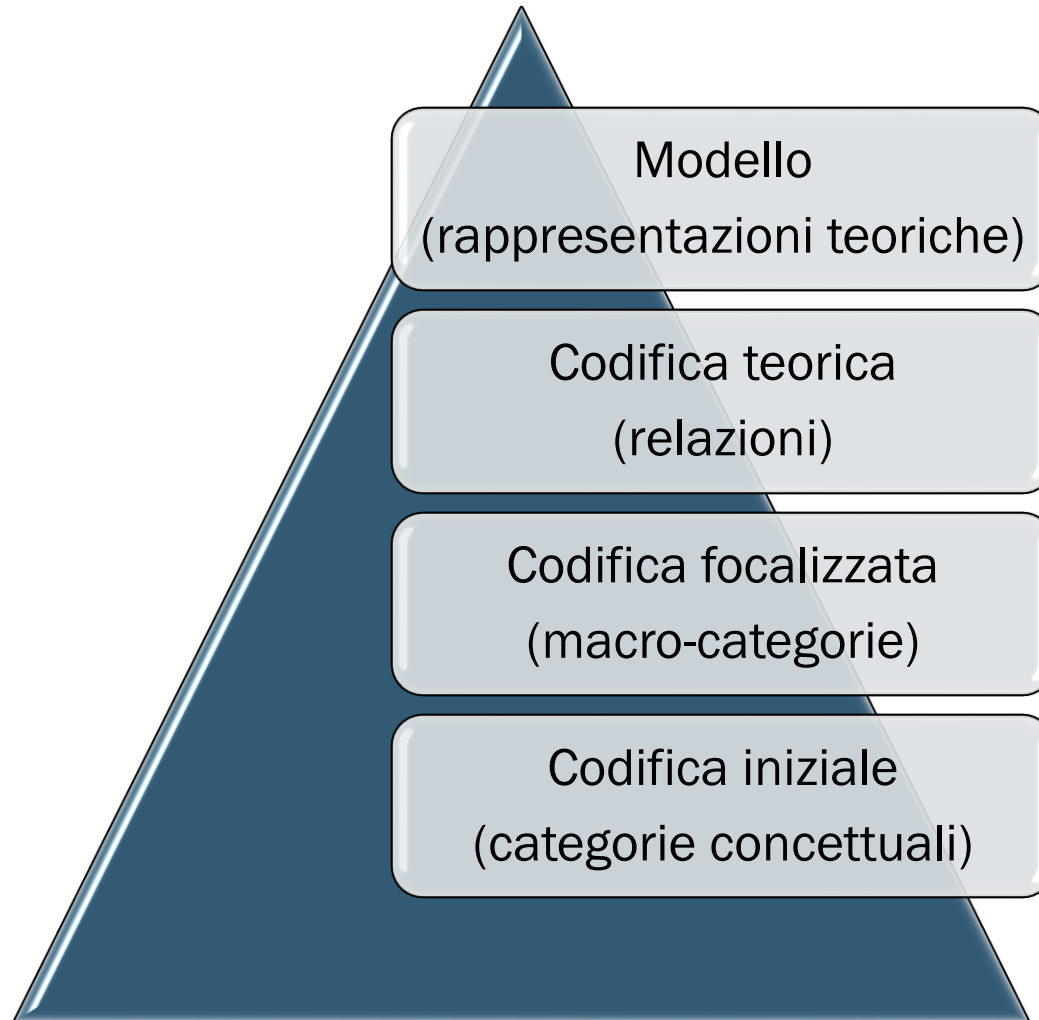 Modello
(rappresentazioni teoriche)
Codifica teorica
(relazioni)
Codifica focalizzata
(macro-categorie)
Codifica iniziale
(categorie concettuali)